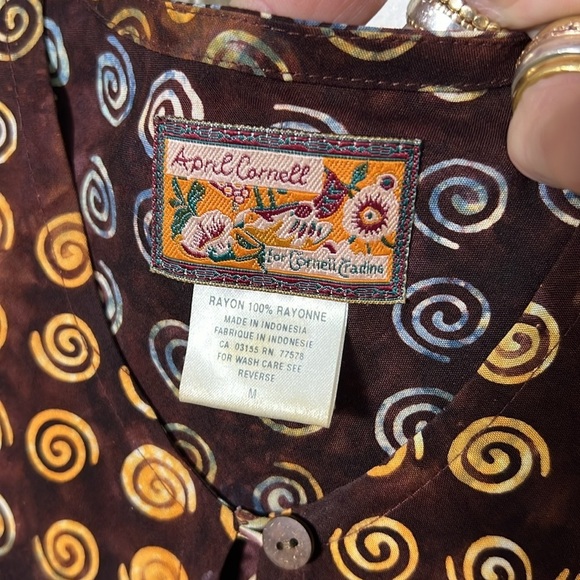 April Cornell
for Cornell Trading
RAYON 100% RAYONNE
MADE IN INDONESIA
FABRIQUE IN INDONESIE
CA 03155 RN. 77578
FOR WASH CARE SEE
REVERSE
M